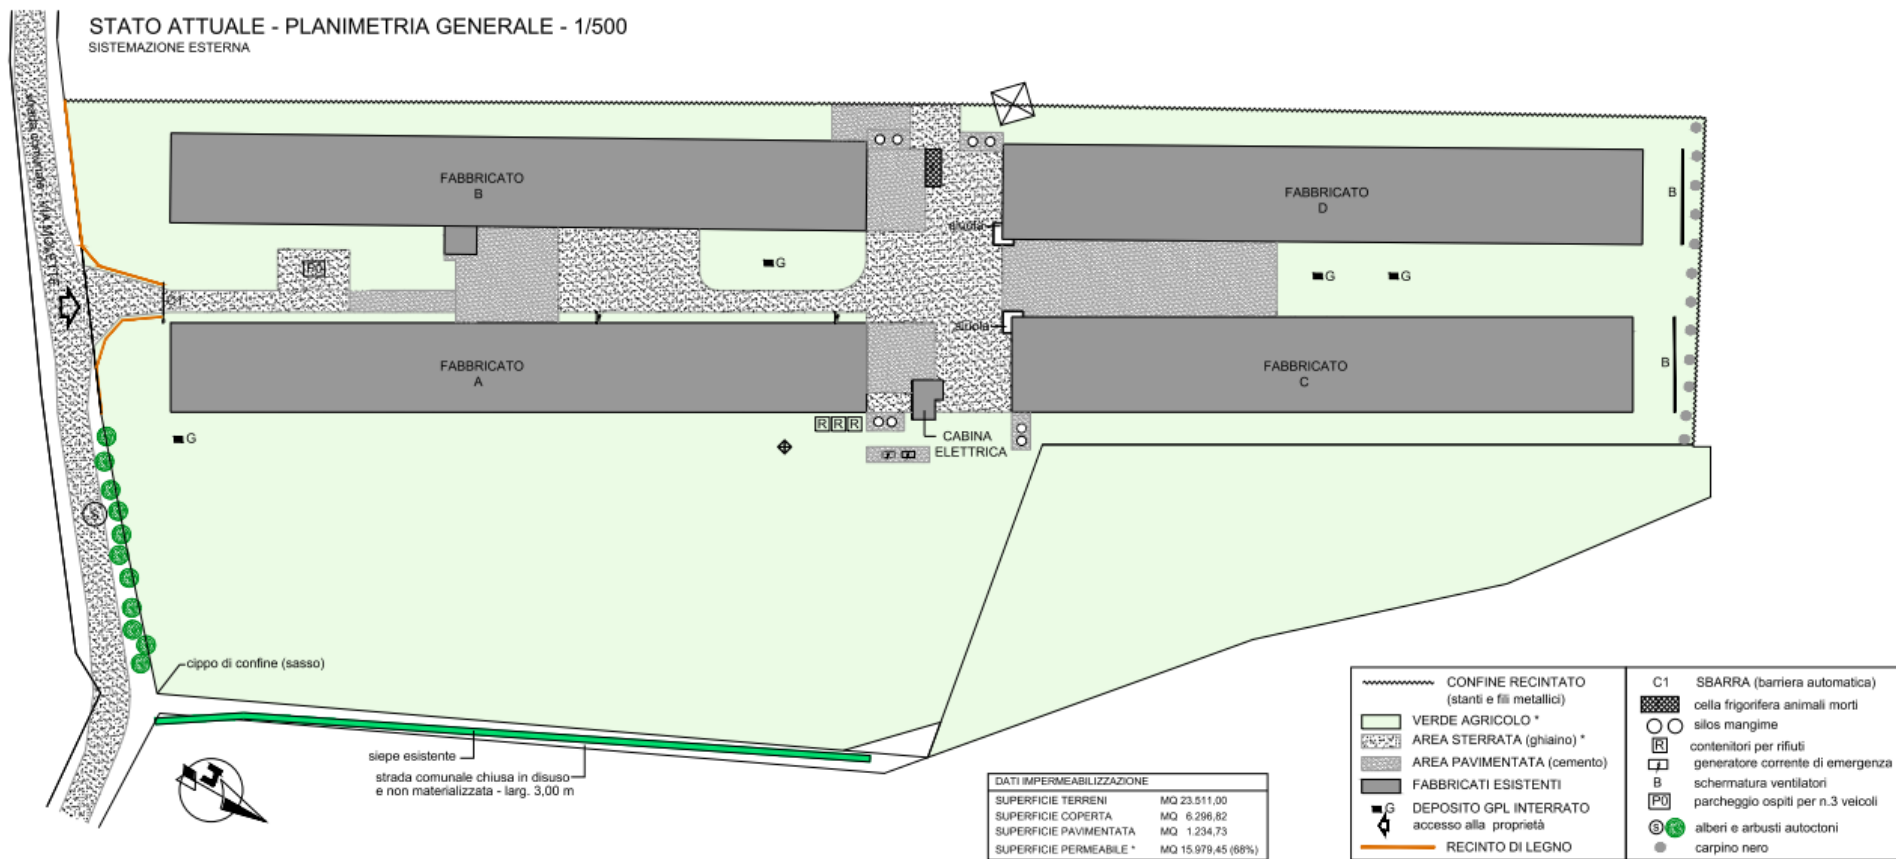 STATO ATTUALE - PLANIMETRIA GENERALE - 1/500
SISTEMAZIONE ESTERNA
strada comunale VIA MOLETTE
FABBRICATO
B
FABBRICATO
D
B
P0
C1
G
G
G
FABBRICATO
A
FABBRICATO
C
B
G
R R R
CABINA
ELETTRICA
S
cippo di confine (sasso)
siepe esistente
strada comunale chiusa in disuso
e non materializzata - larg. 3,00 m
DATI IMPERMEABILIZZAZIONE
SUPERFICIE TERRENI MQ 23.511,00
SUPERFICIE COPERTA MQ 6.296,82
SUPERFICIE PAVIMENTATA MQ 1.234,73
SUPERFICIE PERMEABILE * MQ 15.979,45 (68%)
CONFINE RECINTATO
(stanti e fili metallici)
VERDE AGRICOLO *
AREA STERRATA (ghiaino) *
AREA PAVIMENTATA (cemento)
FABBRICATI ESISTENTI
G DEPOSITO GPL INTERRATO
accesso alla proprietà
RECINTO DI LEGNO
C1 SBARRA (barriera automatica)
cella frigorifera animali morti
silos mangime
R contenitori per rifiuti
generatore corrente di emergenza
B schermatura ventilatori
P0 parcheggio ospiti per n.3 veicoli
S alberi e arbusti autoctoni
carpino nero